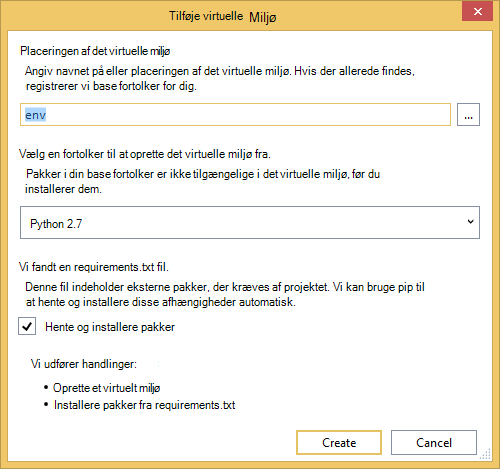 Tilføje virtuelle Miljø
Placeringen af det virtuelle miljø
Angiv navnet på eller placeringen af det virtuelle miljø. Hvis der allerede findes,
registrerer vi base fortolker for dig.
env
...
Vælg en fortolker til at oprette det virtuelle miljø fra.
Pakker i din base fortolker er ikke tilgængelige i det virtuelle miljø, før du
installerer dem.
Python 2.7
Vi fandt en requirements.txt fil.
Denne fil indeholder eksterne pakker, der kræves af projektet. Vi kan bruge pip til
at hente og installere disse afhængigheder automatisk.
Hente og installere pakker
Vi udfører handlinger:
• Oprette et virtuelt miljø
• Installere pakker fra requirements.txt
Create
Cancel